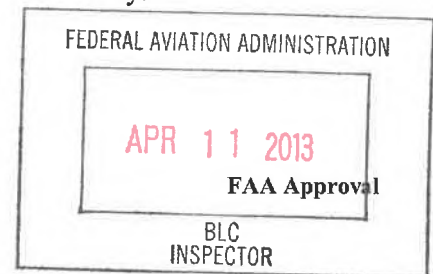 FEDERAL AVIATION ADMINISTRATION
APR 11 2013
FAA Approval
BLC
INSPECTOR